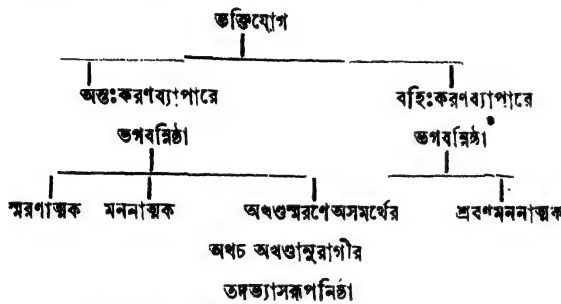 ভক্তিযোগ
অন্তঃকরণব্যাপারে বহিঃকরণব্যাপারে
ভগবন্নিষ্ঠা ভগবন্নিষ্ঠা
স্মরণাত্মক মননাত্মক অখণ্ডস্মরণেঅসমর্থের শ্রবণমননাত্মক
অথচ অখণ্ডানুরাগীর
তদভ্যাসরূপনিষ্ঠা